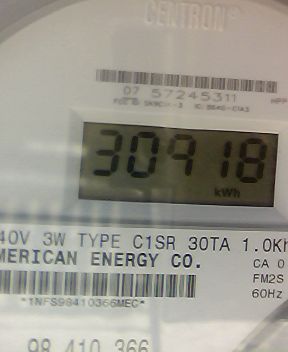 CENTRON®
07 57245311
30918
kWh
40V 3W TYPE C1SR 30TA 1.0Kh
MERICAN ENERGY CO.
CA 0
FM2S
60Hz
*1NFS98410366MEC*
98 410 366